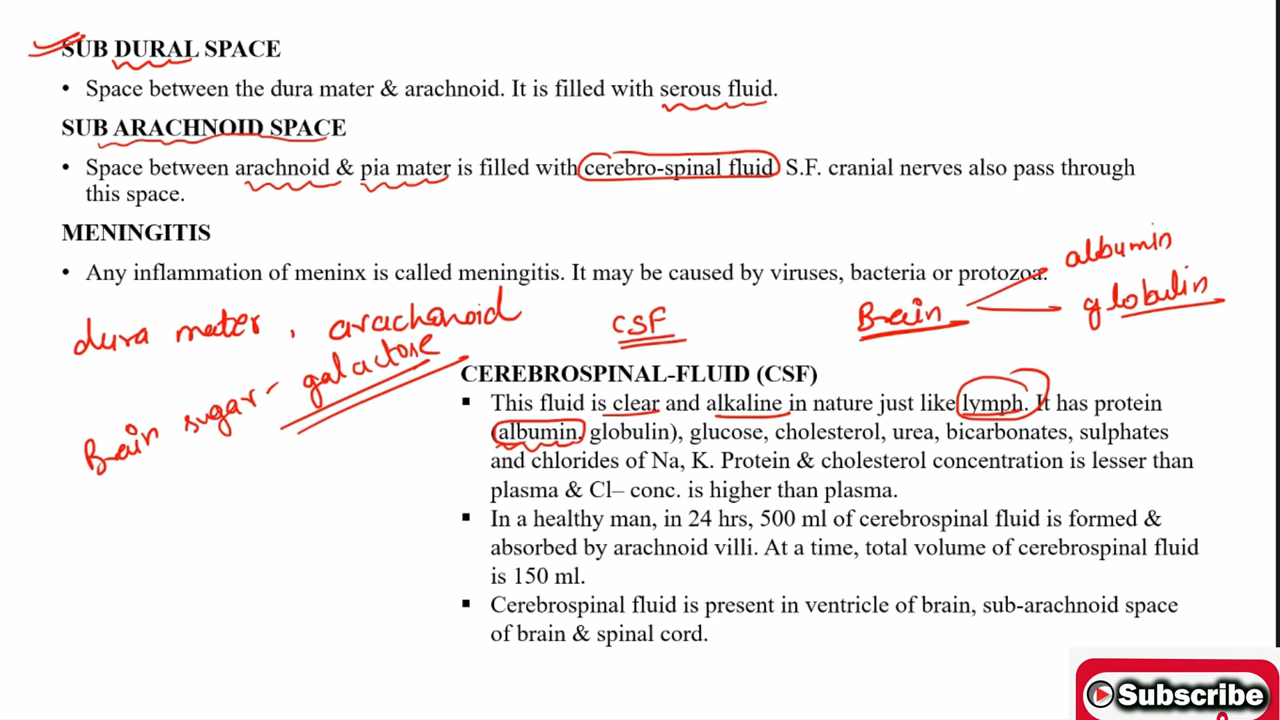 SUB DURAL SPACE
• Space between the dura mater & arachnoid. It is filled with serous fluid.
SUB ARACHNOID SPACE
• Space between arachnoid & pia mater is filled with cerebro-spinal fluid. S.F. cranial nerves also pass through
this space.
MENINGITIS
• Any inflammation of meninx is called meningitis. It may be caused by viruses, bacteria or protozoa.
albumin
Brain
globulin
dura mater, arachonoid
CSF
Brain sugar - galactose
CEREBROSPINAL-FLUID (CSF)
▪ This fluid is clear and alkaline in nature just like lymph. It has protein
(albumin, globulin), glucose, cholesterol, urea, bicarbonates, sulphates
and chlorides of Na, K. Protein & cholesterol concentration is lesser than
plasma & Cl– conc. is higher than plasma.
▪ In a healthy man, in 24 hrs, 500 ml of cerebrospinal fluid is formed &
absorbed by arachnoid villi. At a time, total volume of cerebrospinal fluid
is 150 ml.
▪ Cerebrospinal fluid is present in ventricle of brain, sub-arachnoid space
of brain & spinal cord.
Subscribe